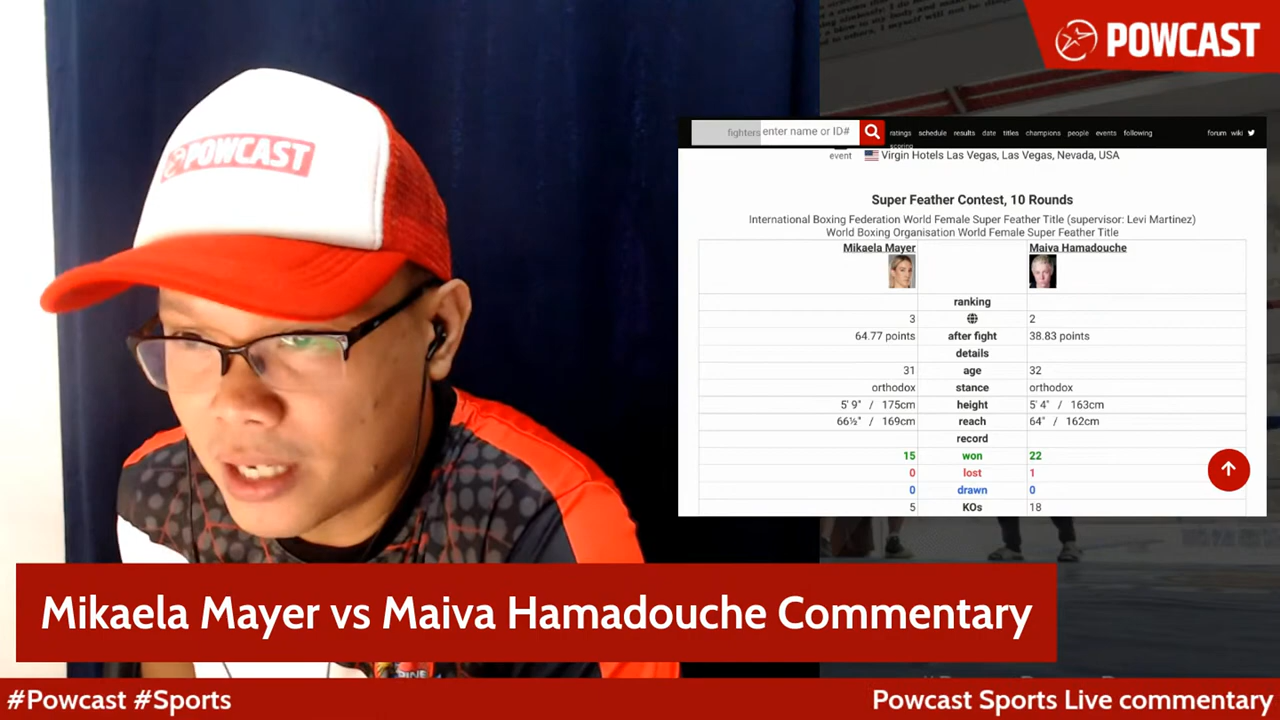 POWCAST
POWCAST
fighters enter name or ID#
ratings schedule results date titles champions people events following
forum wiki
scoring
event Virgin Hotels Las Vegas, Las Vegas, Nevada, USA
Super Feather Contest, 10 Rounds
International Boxing Federation World Female Super Feather Title (supervisor: Levi Martinez)
World Boxing Organisation World Female Super Feather Title
Mikaela Mayer Maiva Hamadouche
ranking
3 2
64.77 points after fight 38.83 points
details
31 age 32
orthodox stance orthodox
5' 9" / 175cm height 5' 4" / 163cm
66½" / 169cm reach 64" / 162cm
record
15 won 22
0 lost 1
0 drawn 0
5 KOs 18
Mikaela Mayer vs Maiva Hamadouche Commentary
#Powcast #Sports
Powcast Sports Live commentary